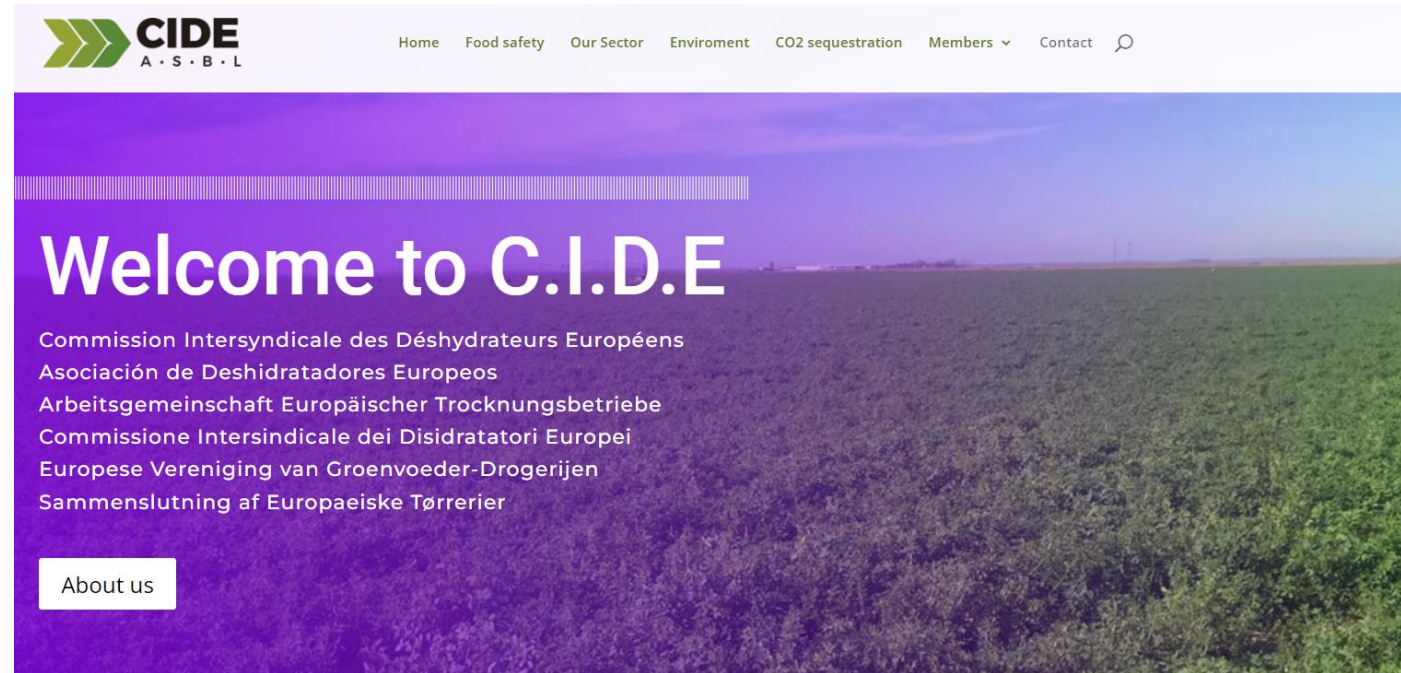 CIDE
A · S · B · L
Home Food safety Our Sector Enviroment CO2 sequestration Members Contact
Welcome to C.I.D.E
Commission Intersyndicale des Déshydrateurs Européens
Asociación de Deshidratadores Europeos
Arbeitsgemeinschaft Europäischer Trocknungsbetriebe
Commissione Intersindicale dei Disidratatori Europei
Europese Vereniging van Groenvoeder-Drogerijen
Sammenslutning af Europaeiske Tørrerier
About us